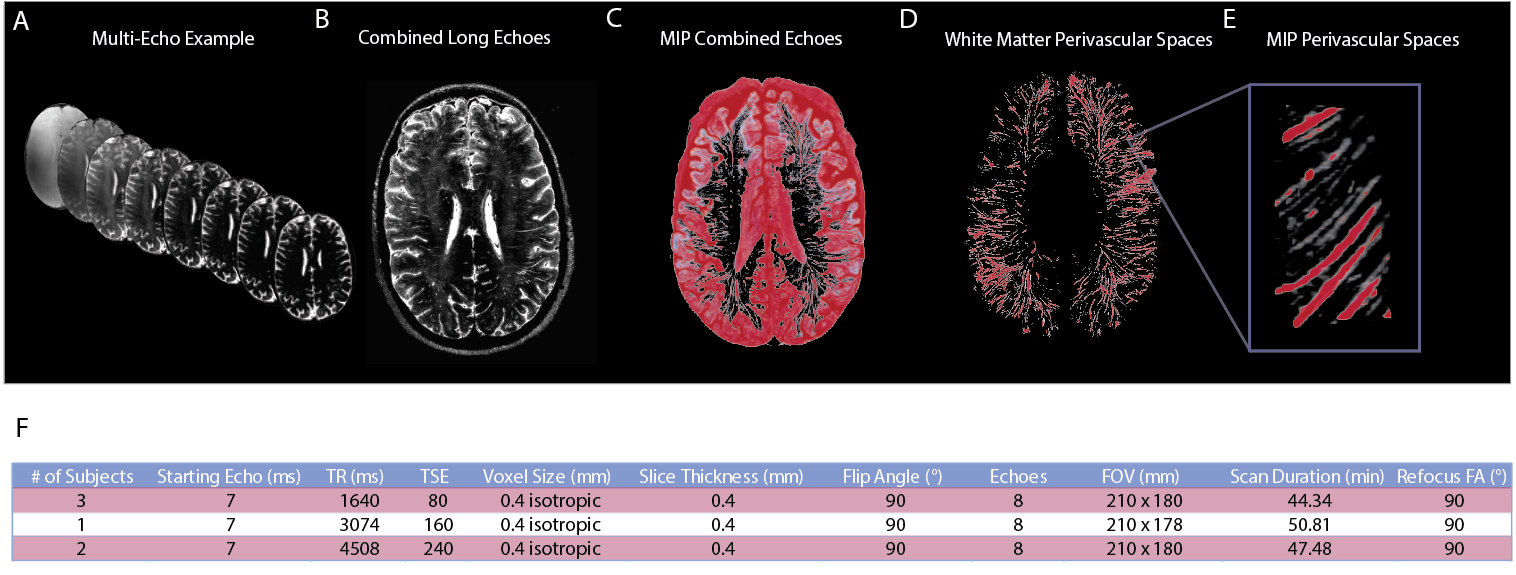 A
Multi-Echo Example
B
Combined Long Echoes
C
MIP Combined Echoes
D
White Matter Perivascular Spaces
E
MIP Perivascular Spaces
F
# of Subjects Starting Echo (ms) TR (ms) TSE Voxel Size (mm) Slice Thickness (mm) Flip Angle (°) Echoes FOV (mm) Scan Duration (min) Refocus FA (°)
3 7 1640 80 0.4 isotropic 0.4 90 8 210 x 180 44.34 90
1 7 3074 160 0.4 isotropic 0.4 90 8 210 x 178 50.81 90
2 7 4508 240 0.4 isotropic 0.4 90 8 210 x 180 47.48 90